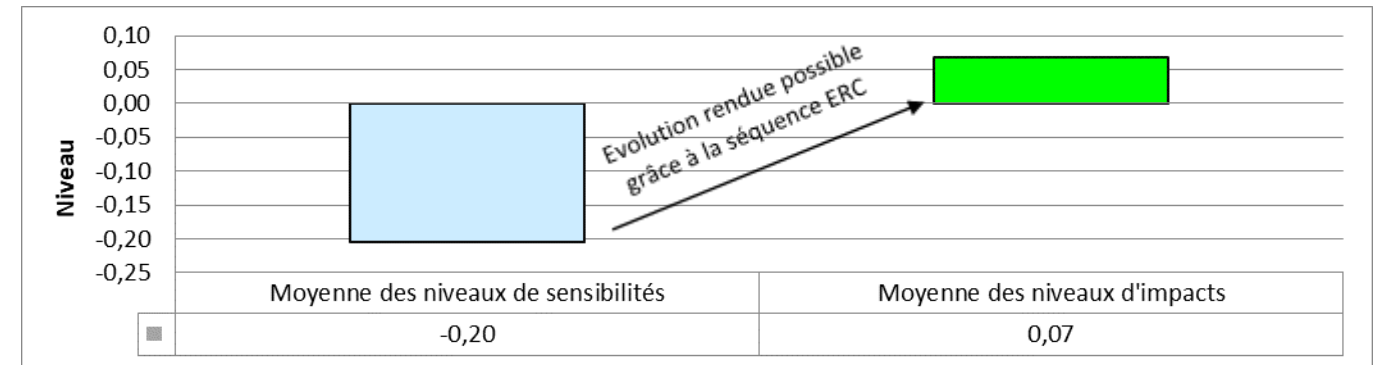 0,10
0,05
0,00
-0,05
-0,10
-0,15
-0,20
-0,25
Niveau
Evolution rendue possible
grâce à la séquence ERC
Moyenne des niveaux de sensibilités
Moyenne des niveaux d'impacts
-0,20
0,07